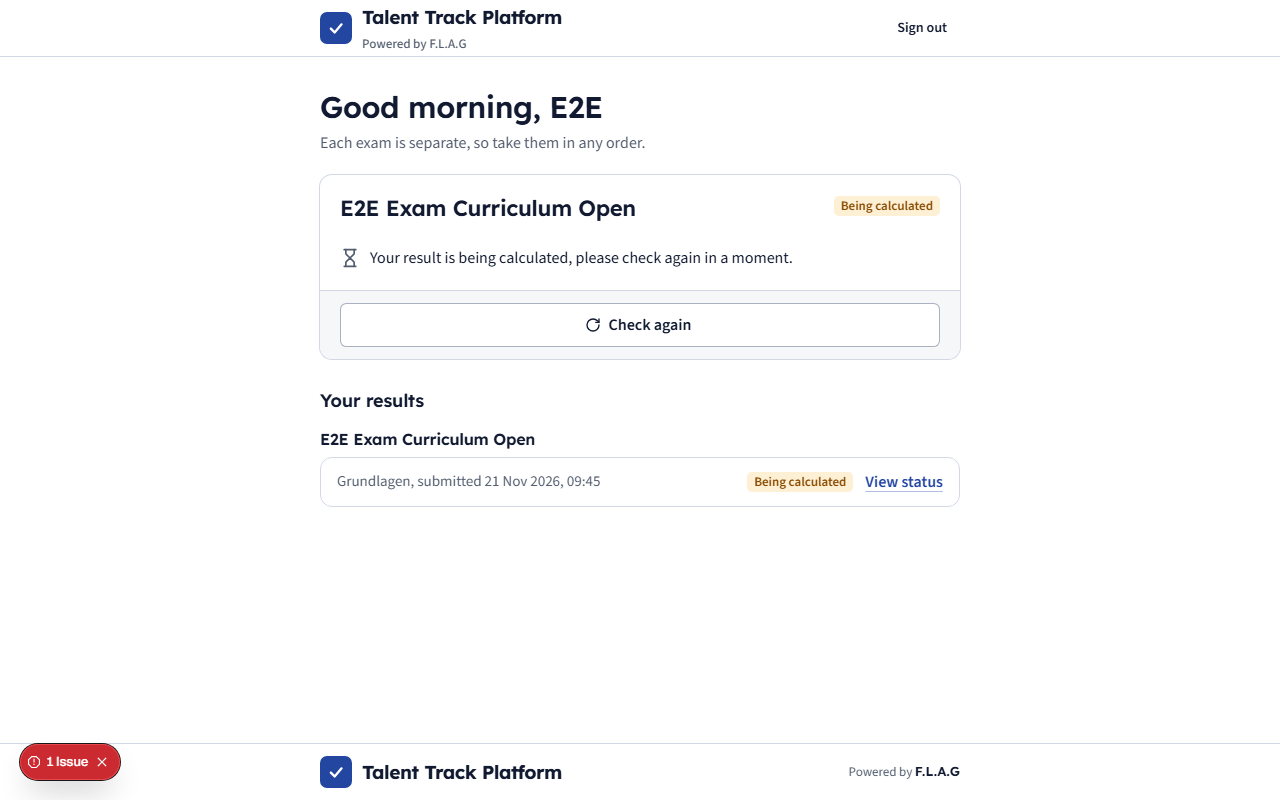 Talent Track Platform
Powered by F.L.A.G
Sign out
Good morning, E2E
Each exam is separate, so take them in any order.
E2E Exam Curriculum Open
Being calculated
Your result is being calculated, please check again in a moment.
Check again
Your results
E2E Exam Curriculum Open
Grundlagen, submitted 21 Nov 2026, 09:45
Being calculated
View status
1 Issue
Talent Track Platform
Powered by F.L.A.G